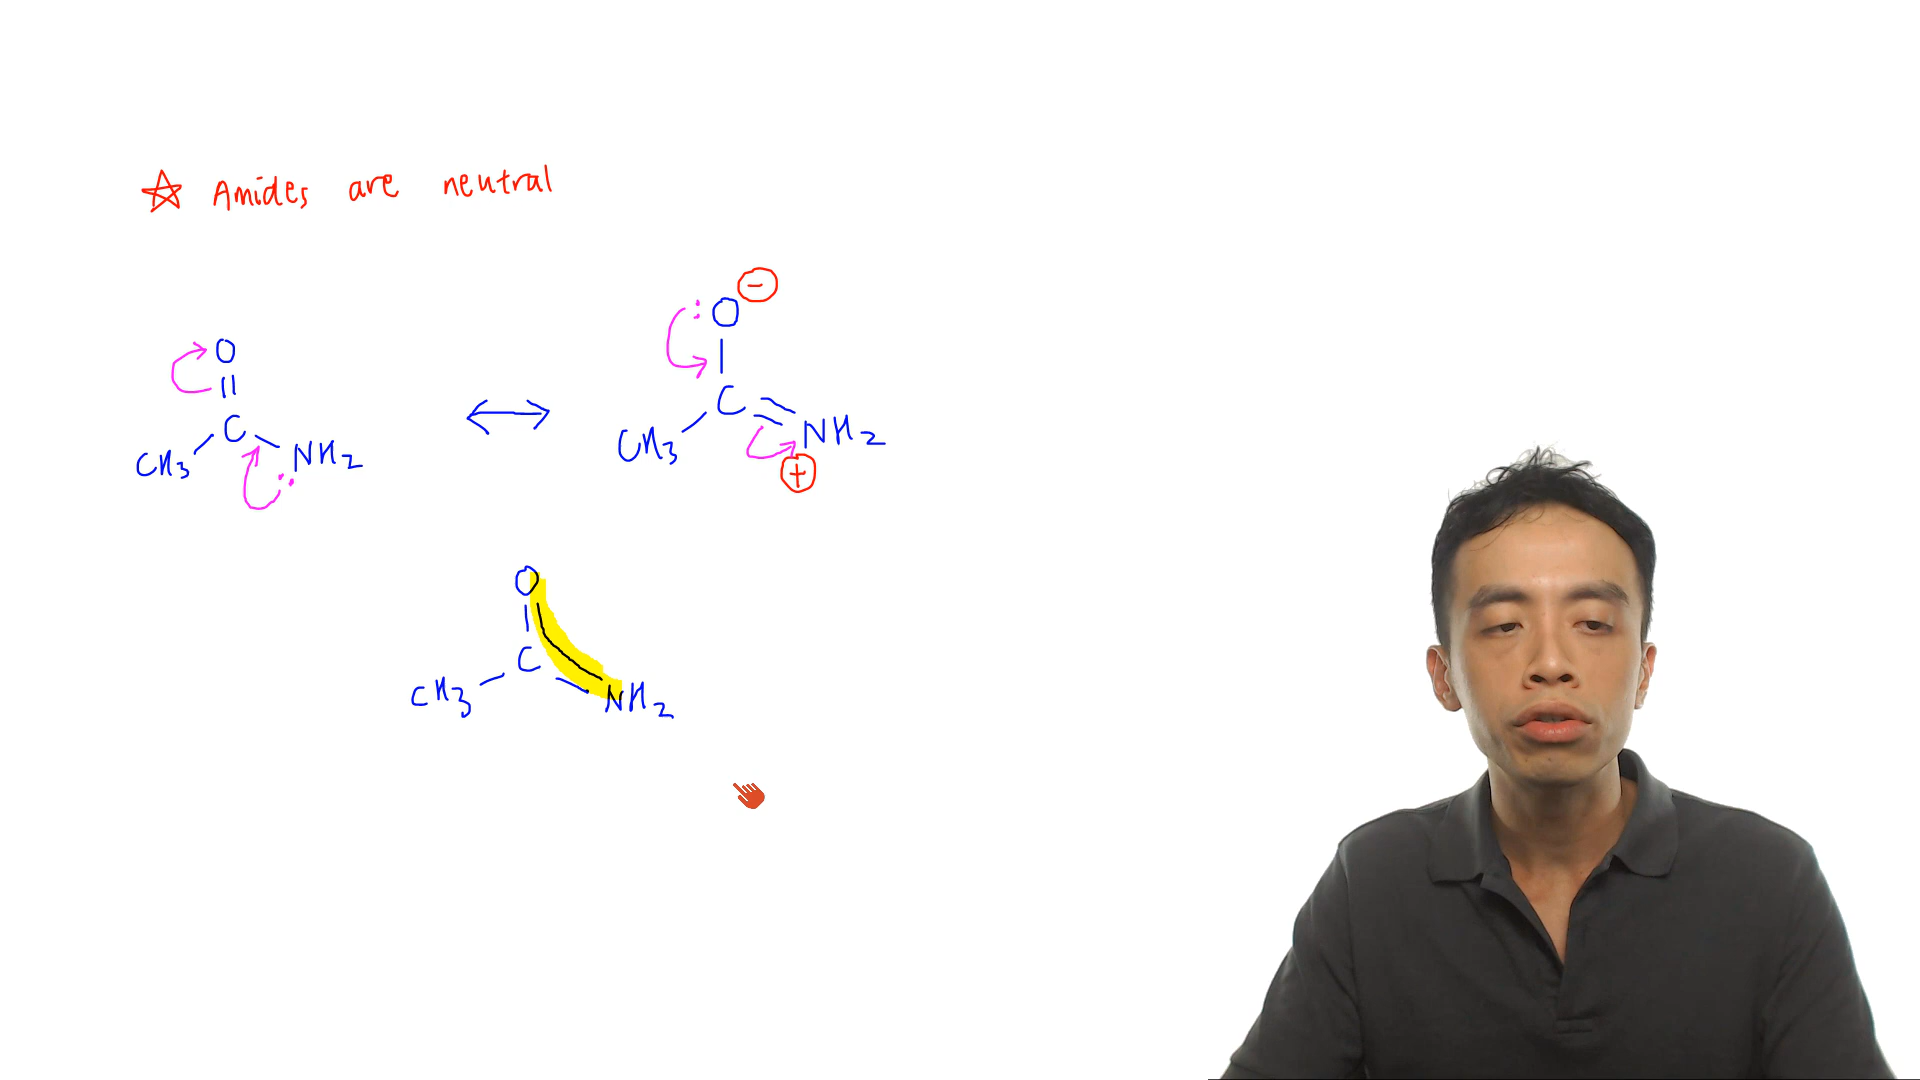 ☆ Amides are neutral
O ⊖
: O
|
O
||
C
CH3 NH2
↔
C
CH3 NH2
⊕
O
|
C
CH3 NH2